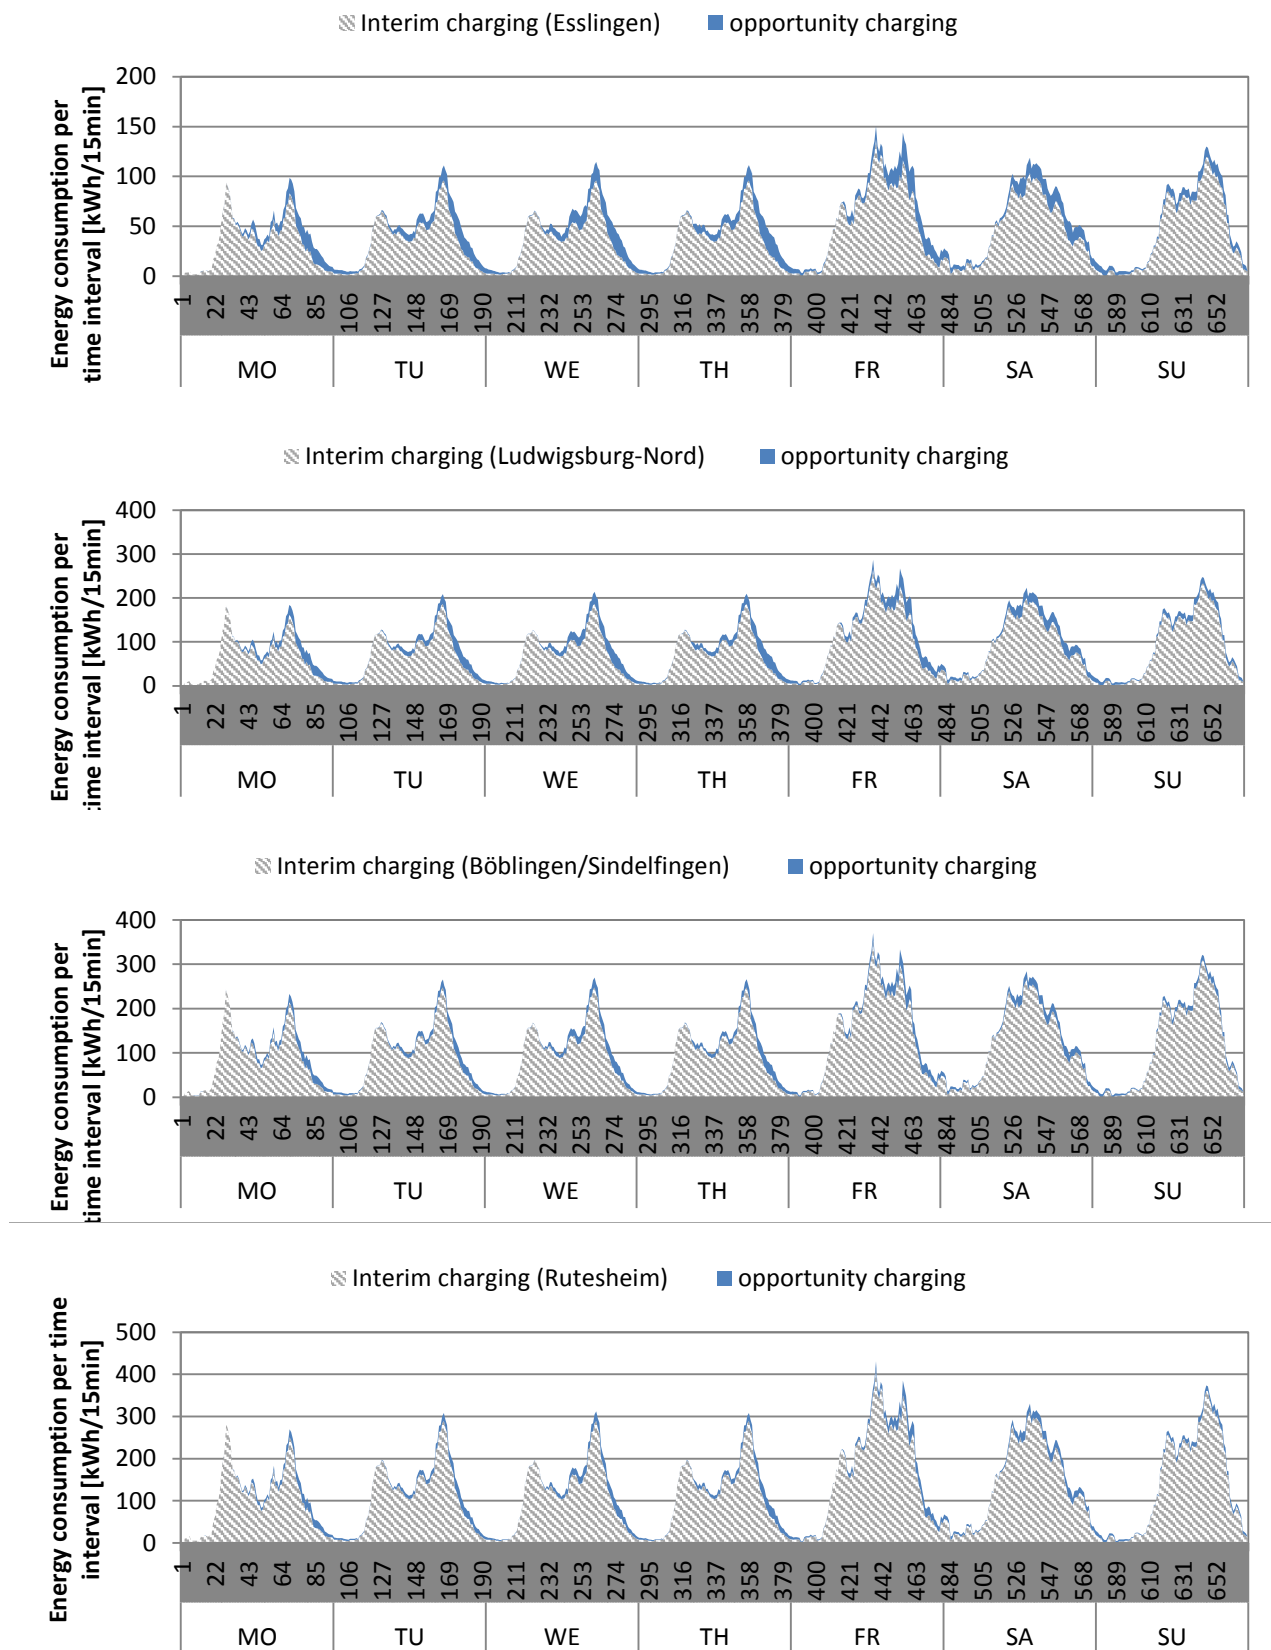 Interim charging (Esslingen) opportunity charging
Energy consumption per
time interval [kWh/15min]
200
150
100
50
0
1 22 43 64 85 106 127 148 169 190 211 232 253 274 295 316 337 358 379 400 421 442 463 484 505 526 547 568 589 610 631 652
MO TU WE TH FR SA SU
Interim charging (Ludwigsburg-Nord) opportunity charging
Energy consumption per
time interval [kWh/15min]
400
300
200
100
0
1 22 43 64 85 106 127 148 169 190 211 232 253 274 295 316 337 358 379 400 421 442 463 484 505 526 547 568 589 610 631 652
MO TU WE TH FR SA SU
Interim charging (Böblingen/Sindelfingen) opportunity charging
Energy consumption per
time interval [kWh/15min]
400
300
200
100
0
1 22 43 64 85 106 127 148 169 190 211 232 253 274 295 316 337 358 379 400 421 442 463 484 505 526 547 568 589 610 631 652
MO TU WE TH FR SA SU
Interim charging (Rutesheim) opportunity charging
Energy consumption per time
interval [kWh/15min]
500
400
300
200
100
0
1 22 43 64 85 106 127 148 169 190 211 232 253 274 295 316 337 358 379 400 421 442 463 484 505 526 547 568 589 610 631 652
MO TU WE TH FR SA SU